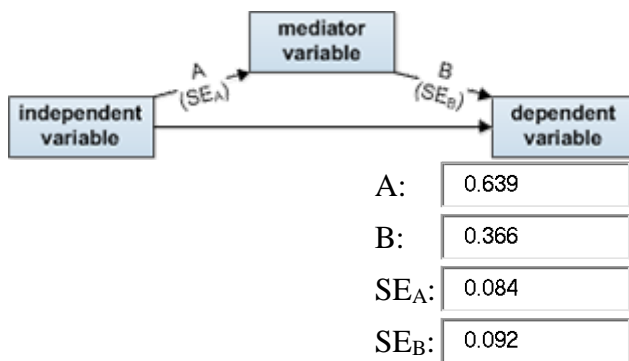 mediator
variable
A
(SEA)
B
(SEB)
independent
variable
dependent
variable
A: 0.639
B: 0.366
SEA: 0.084
SEB: 0.092